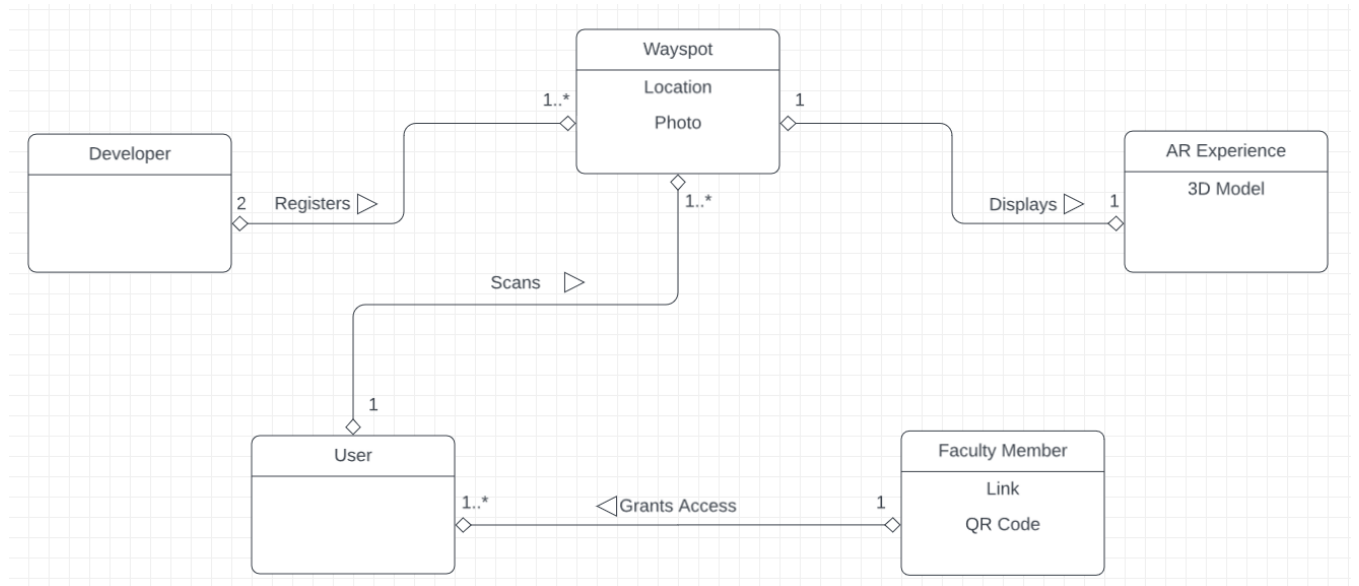 Wayspot
Location
Photo
1..*
1
Developer
2
Registers
AR Experience
3D Model
Displays
1
1..*
Scans
1
User
1..*
Grants Access
1
Faculty Member
Link
QR Code